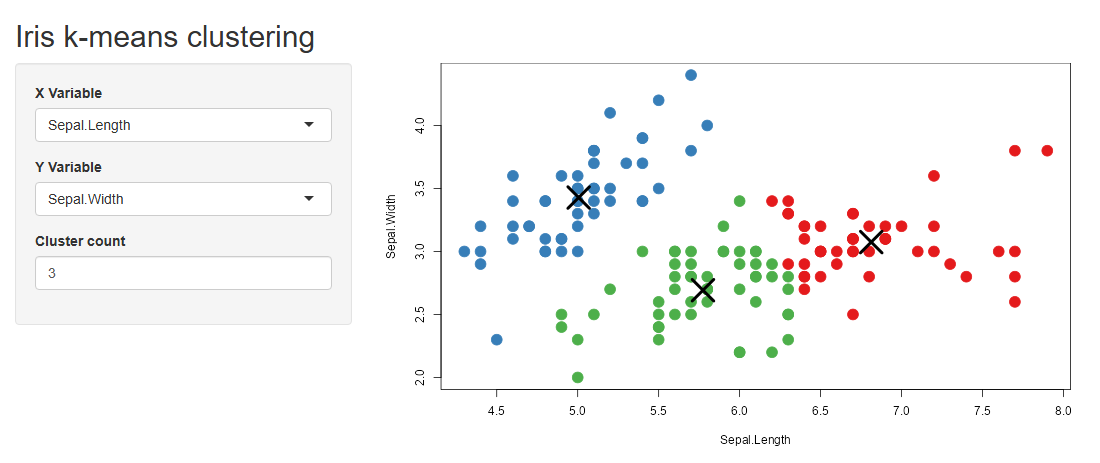 Iris k-means clustering
X Variable
Sepal.Length
Y Variable
Sepal.Width
Cluster count
3
Sepal.Width
4.0
3.5
3.0
2.5
2.0
4.5 5.0 5.5 6.0 6.5 7.0 7.5 8.0
Sepal.Length